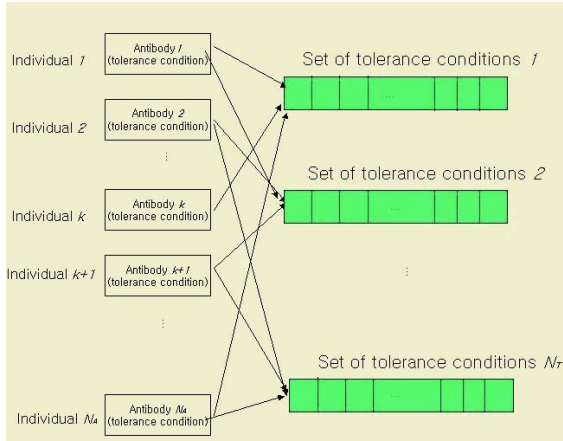 Individual 1
Antibody 1
(tolerance condition)
Set of tolerance conditions 1
...
Individual 2
Antibody 2
(tolerance condition)
...
Set of tolerance conditions 2
...
Individual k
Antibody k
(tolerance condition)
Individual k+1
Antibody k+1
(tolerance condition)
...
...
Set of tolerance conditions NT
...
Individual NA
Antibody NA
(tolerance condition)